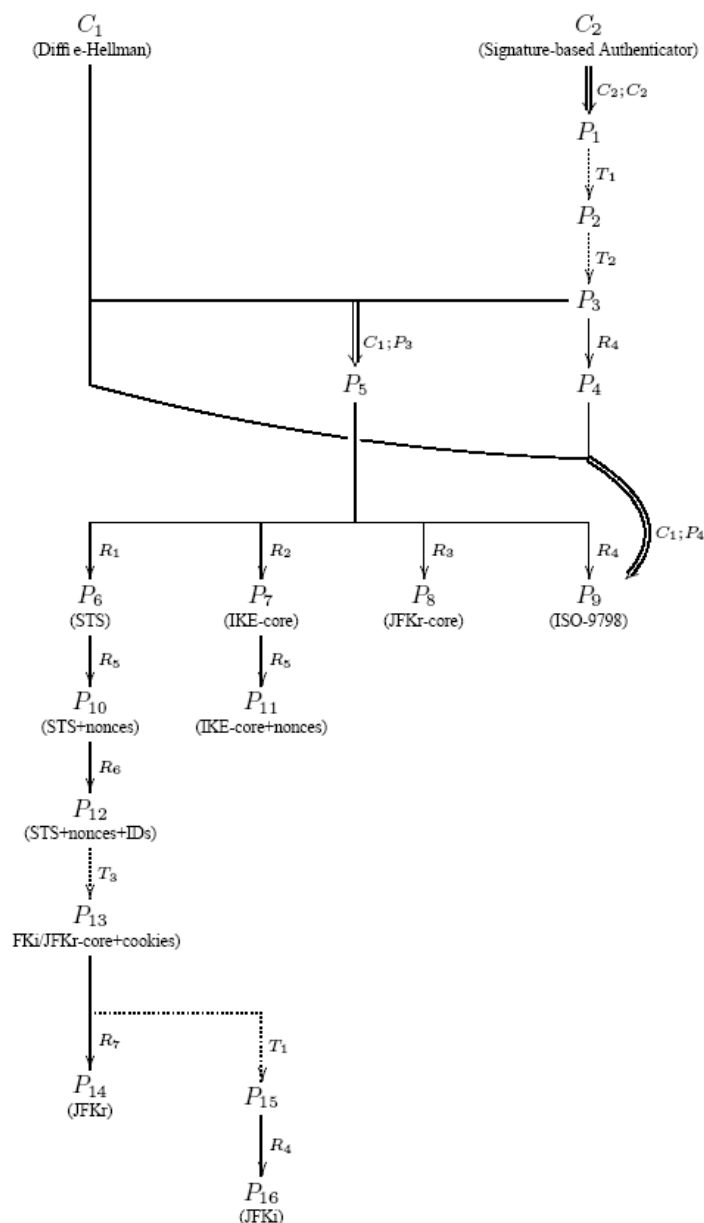 C1 C2
(Diffi e-Hellman) (Signature-based Authenticator)
C2; C2
P1
T1
P2
T2
P3
C1; P3 R4
P5 P4
C1; P4
R1 R2 R3 R4
P6 P7 P8 P9
(STS) (IKE-core) (JFKr-core) (ISO-9798)
R5 R5
P10 P11
(STS+nonces) (IKE-core+nonces)
R6
P12
(STS+nonces+IDs)
T3
P13
FKi/JFKr-core+cookies)
R7 T1
P14 P15
(JFKr)
R4
P16
(JFKi)